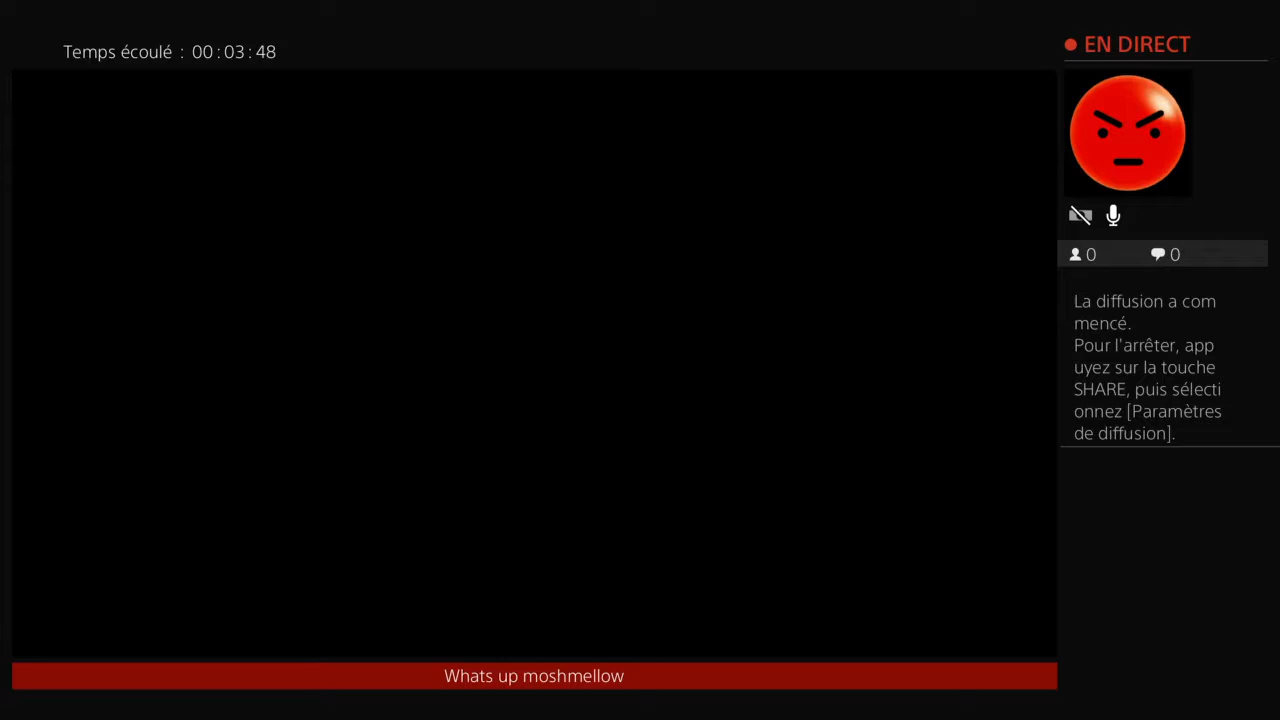 Temps écoulé : 00:03:48
EN DIRECT
0 0
La diffusion a com
mencé.
Pour l'arrêter, app
uyez sur la touche
SHARE, puis sélecti
onnez [Paramètres
de diffusion].
Whats up moshmellow